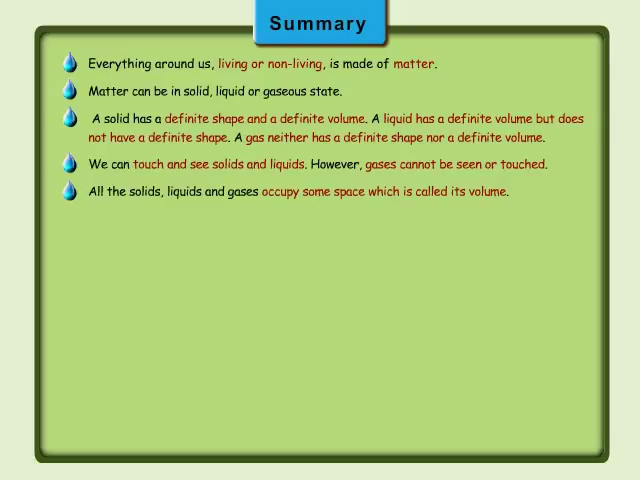 Summary
Everything around us, living or non-living, is made of matter.
Matter can be in solid, liquid or gaseous state.
A solid has a definite shape and a definite volume. A liquid has a definite volume but does
not have a definite shape. A gas neither has a definite shape nor a definite volume.
We can touch and see solids and liquids. However, gases cannot be seen or touched.
All the solids, liquids and gases occupy some space which is called its volume.